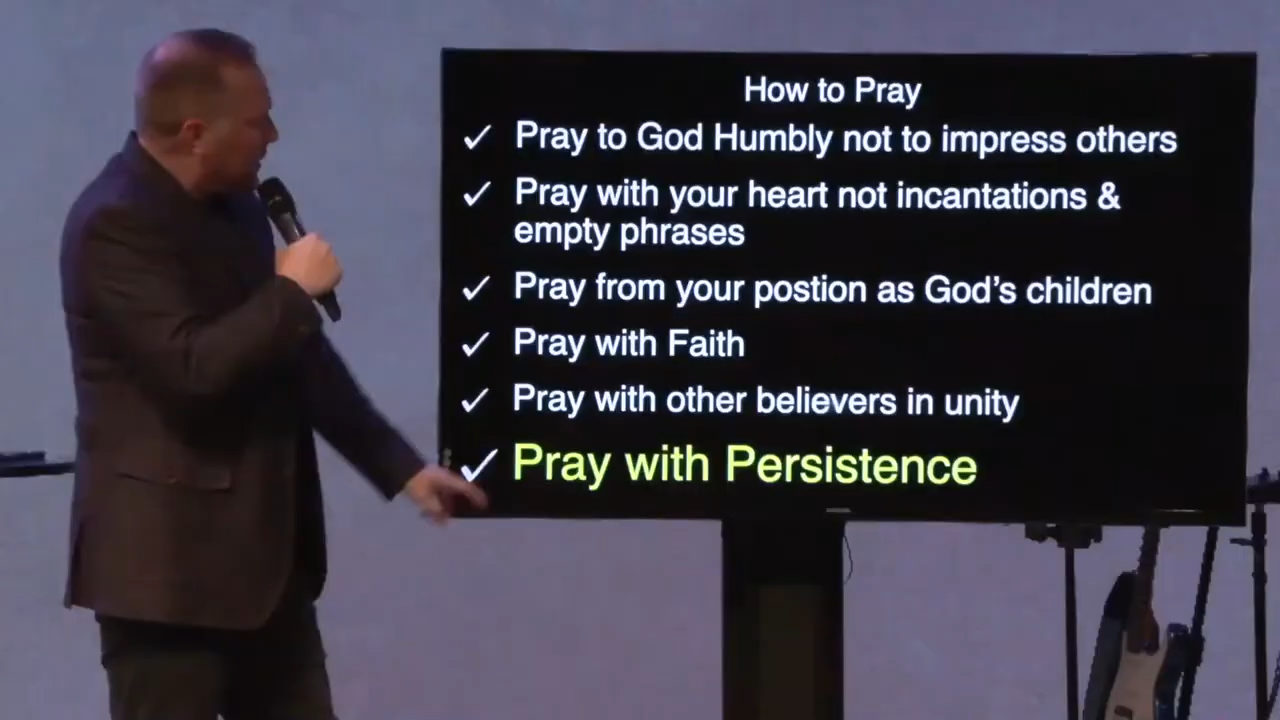 How to Pray
✓ Pray to God Humbly not to impress others
✓ Pray with your heart not incantations &
empty phrases
✓ Pray from your postion as God's children
✓ Pray with Faith
✓ Pray with other believers in unity
✓ Pray with Persistence